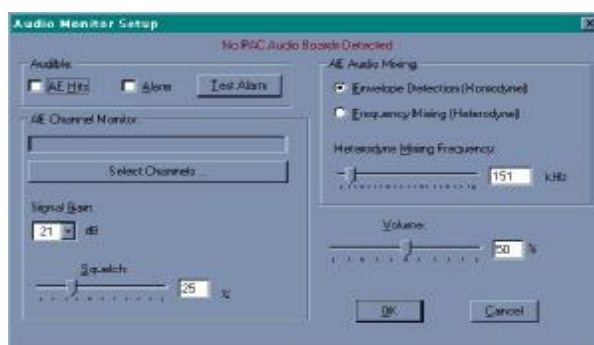 Audio Monitor Setup
No PAC Audio Boards Detected
Audible
AE Hits
Alarm
Test Alarm
AE Channel Monitor
Select Channels ...
Signal Gain:
21 dB
Squelch:
25 %
AE Audio Mixing
Envelope Detection (Homodyne)
Frequency Mixing (Heterodyne)
Heterodyne Mixing Frequency:
151 kHz
Volume:
50 %
OK
Cancel